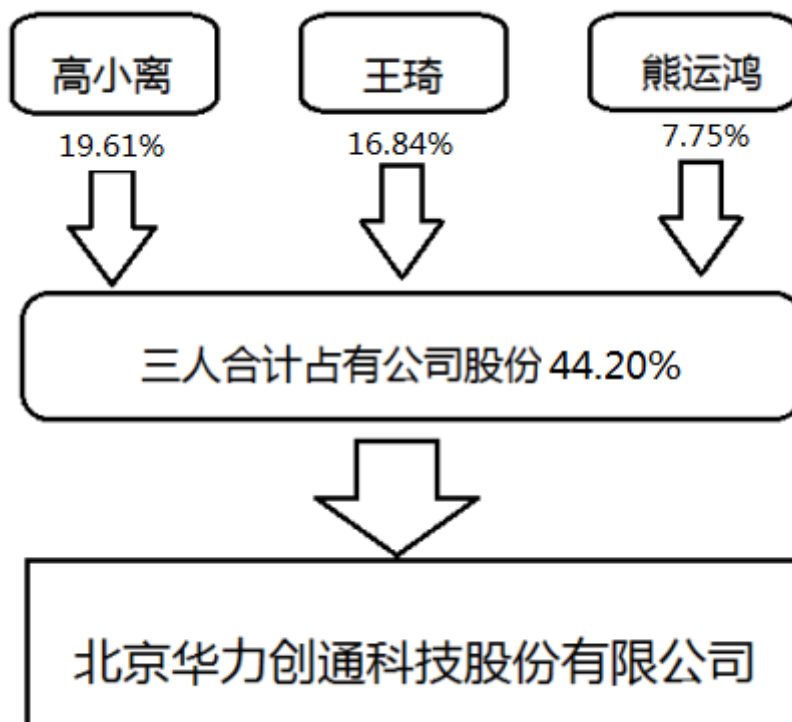 高小离
王琦
熊运鸿
19.61%
16.84%
7.75%
三人合计占有公司股份 44.20%
北京华力创通科技股份有限公司